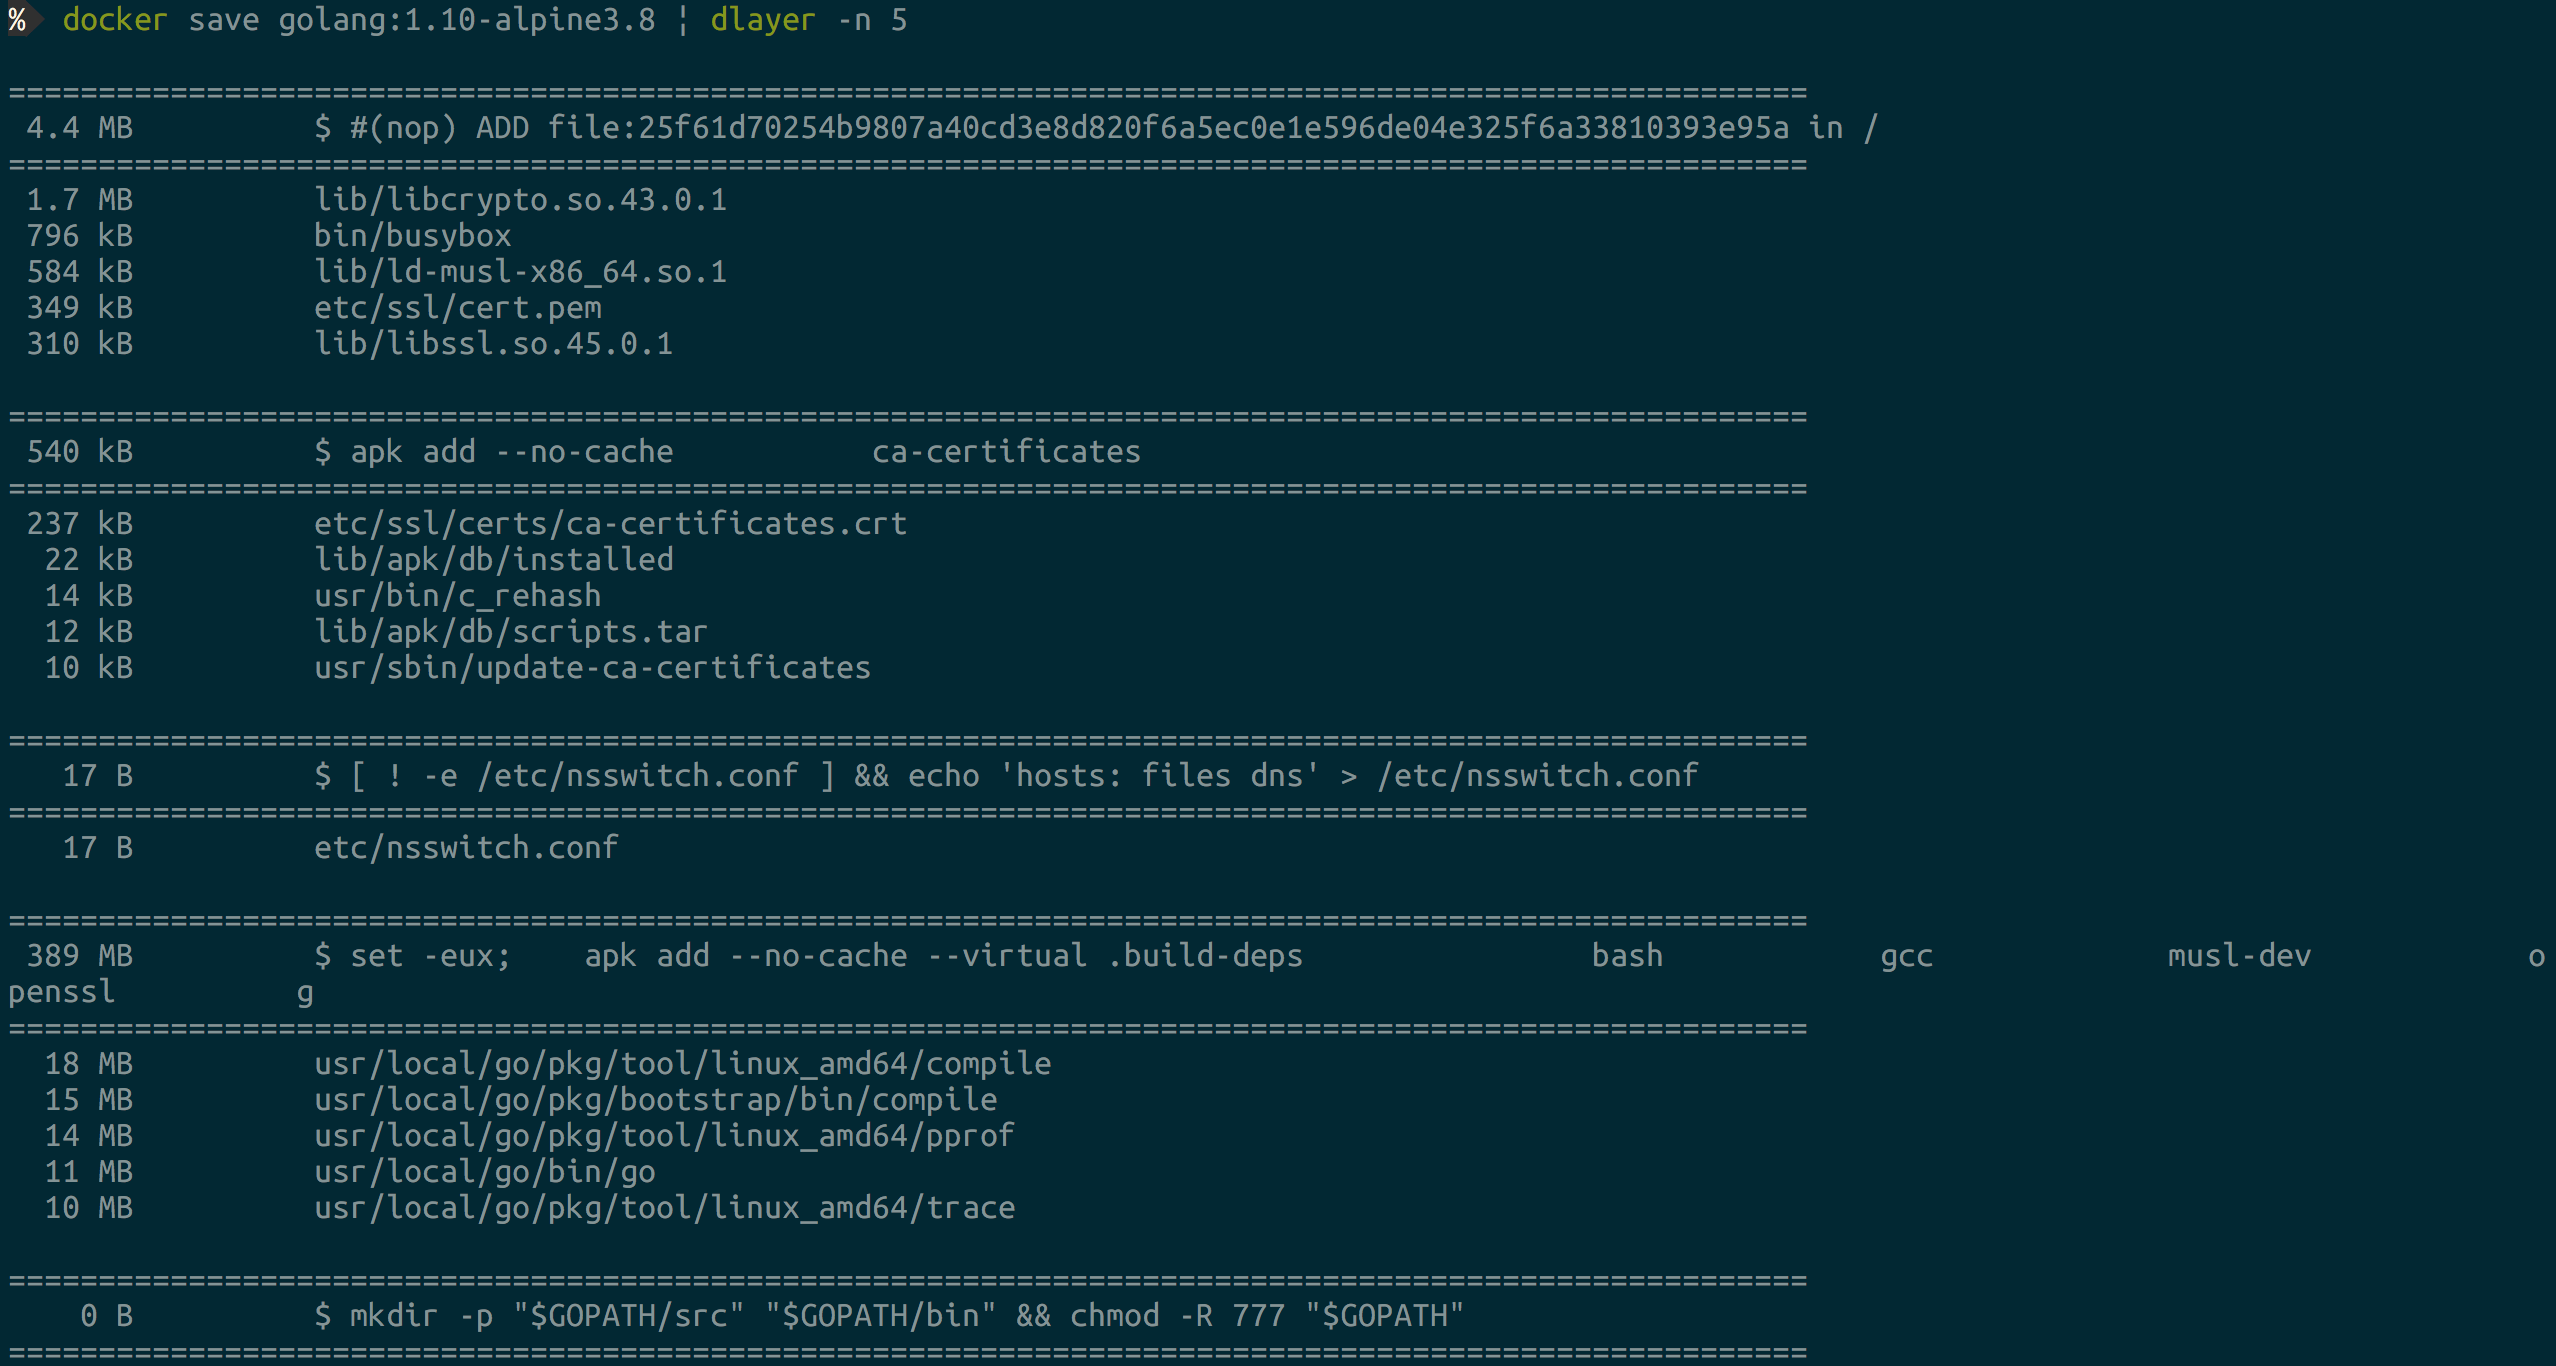 % docker save golang:1.10-alpine3.8 | dlayer -n 5
====================================================================================================
4.4 MB $ #(nop) ADD file:25f61d70254b9807a40cd3e8d820f6a5ec0e1e596de04e325f6a33810393e95a in /
====================================================================================================
1.7 MB lib/libcrypto.so.43.0.1
796 kB bin/busybox
584 kB lib/ld-musl-x86_64.so.1
349 kB etc/ssl/cert.pem
310 kB lib/libssl.so.45.0.1
====================================================================================================
540 kB $ apk add --no-cache ca-certificates
====================================================================================================
237 kB etc/ssl/certs/ca-certificates.crt
22 kB lib/apk/db/installed
14 kB usr/bin/c_rehash
12 kB lib/apk/db/scripts.tar
10 kB usr/sbin/update-ca-certificates
====================================================================================================
17 B $ [ ! -e /etc/nsswitch.conf ] && echo 'hosts: files dns' > /etc/nsswitch.conf
====================================================================================================
17 B etc/nsswitch.conf
====================================================================================================
389 MB $ set -eux; apk add --no-cache --virtual .build-deps bash gcc musl-dev o
penssl g
====================================================================================================
18 MB usr/local/go/pkg/tool/linux_amd64/compile
15 MB usr/local/go/pkg/bootstrap/bin/compile
14 MB usr/local/go/pkg/tool/linux_amd64/pprof
11 MB usr/local/go/bin/go
10 MB usr/local/go/pkg/tool/linux_amd64/trace
====================================================================================================
0 B $ mkdir -p "$GOPATH/src" "$GOPATH/bin" && chmod -R 777 "$GOPATH"
====================================================================================================